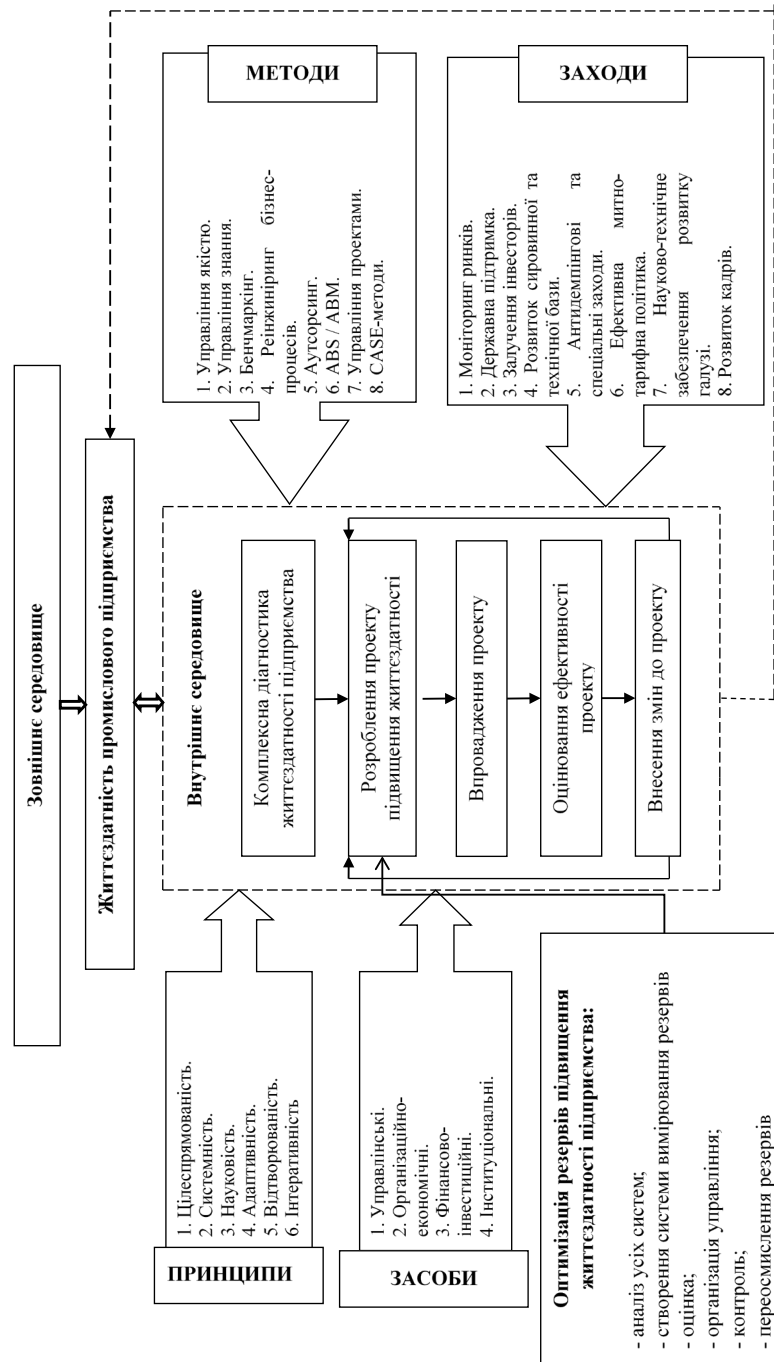 Зовнішнє середовище
Життєздатність промислового підприємства
ПРИНЦИПИ
1. Цілеспрямованість.
2. Системність.
3. Науковість.
4. Адаптивність.
5. Відтворюваність.
6. Інтеративність
ЗАСОБИ
1. Управлінські.
2. Організаційно-
економічні.
3. Фінансово-
інвестиційні.
4. Інституціональні.
Внутрішнє середовище
Комплексна діагностика
життєздатності підприємства
Розроблення проекту
підвищення життєздатності
Впровадження проекту
Оцінювання ефективності
проекту
Внесення змін до проекту
МЕТОДИ
1. Управління якістю.
2. Управління знання.
3. Бенчмаркінг.
4. Реінжиніринг бізнес-
процесів.
5. Аутсорсинг.
6. ABS / ABM.
7. Управління проектами.
8. CASE-методи.
ЗАХОДИ
1. Моніторинг ринків.
2. Державна підтримка.
3. Залучення інвесторів.
4. Розвиток сировинної та
технічної бази.
5. Антидемпінгові та
спеціальні заходи.
6. Ефективна митно-
тарифна політика.
7. Науково-технічне
забезпечення розвитку
галузі.
8. Розвиток кадрів.
Оптимізація резервів підвищення
життєздатності підприємства:
- аналіз усіх систем;
- створення системи вимірювання резервів
- оцінка;
- організація управління;
- контроль;
- переосмислення резервів